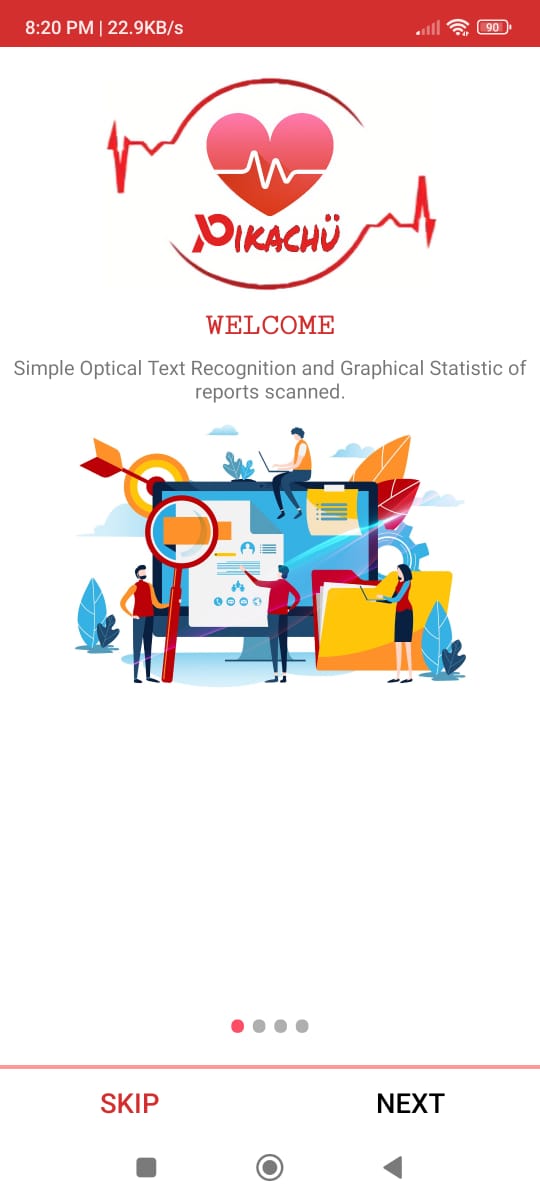 8:20 PM | 22.9KB/s
90
PIKACHÜ
WELCOME
Simple Optical Text Recognition and Graphical Statistic of
reports scanned.
SKIP
NEXT